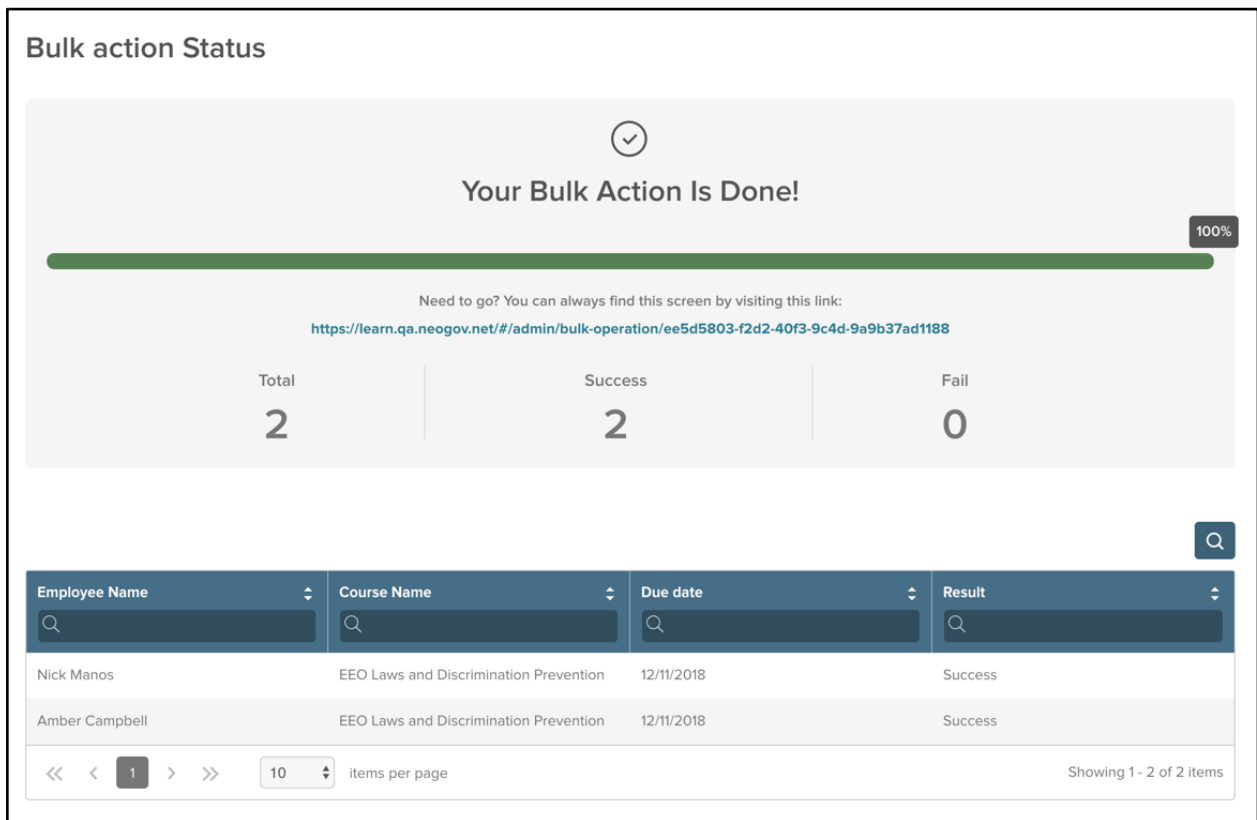 Bulk action Status
Your Bulk Action Is Done!
100%
Need to go? You can always find this screen by visiting this link:
https://learn.qa.neogov.net/#/admin/bulk-operation/ee5d5803-f2d2-40f3-9c4d-9a9b37ad1188
Total Success Fail
2 2 0
Employee Name Course Name Due date Result
Nick Manos EEO Laws and Discrimination Prevention 12/11/2018 Success
Amber Campbell EEO Laws and Discrimination Prevention 12/11/2018 Success
1 10 items per page Showing 1 - 2 of 2 items